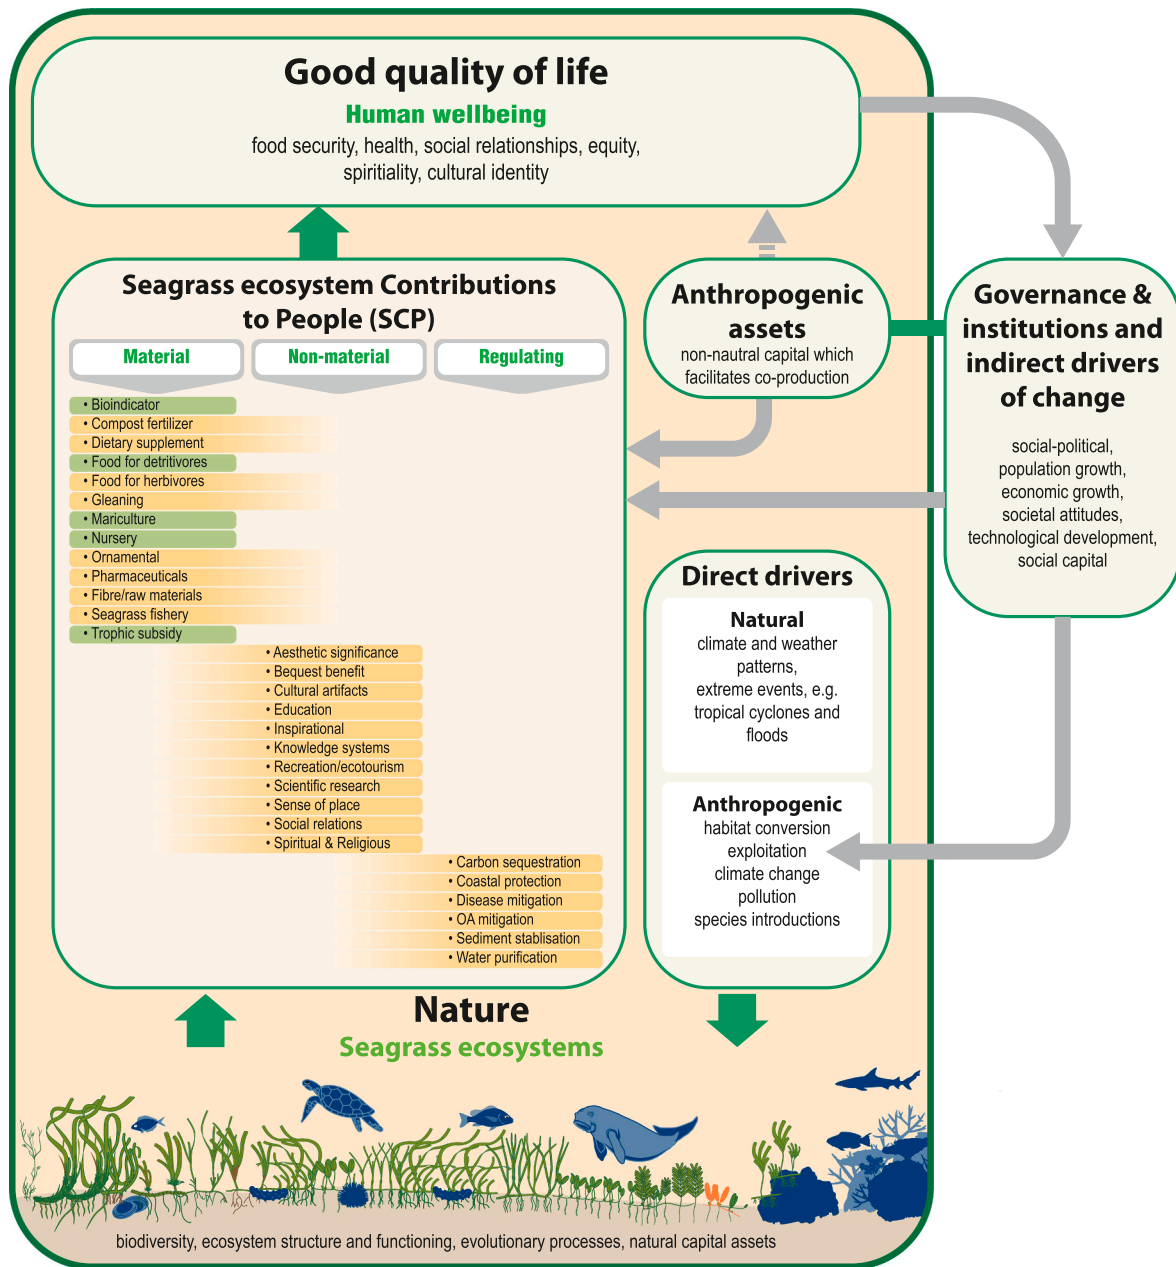 Good quality of life
Human wellbeing
food security, health, social relationships, equity,
spiritiality, cultural identity
Seagrass ecosystem Contributions
to People (SCP)
Material
Non-material
Regulating
• Bioindicator
• Compost fertilizer
• Dietary supplement
• Food for detritivores
• Food for herbivores
• Gleaning
• Mariculture
• Nursery
• Ornamental
• Pharmaceuticals
• Fibre/raw materials
• Seagrass fishery
• Trophic subsidy
• Aesthetic significance
• Bequest benefit
• Cultural artifacts
• Education
• Inspirational
• Knowledge systems
• Recreation/ecotourism
• Scientific research
• Sense of place
• Social relations
• Spiritual & Religious
• Carbon sequestration
• Coastal protection
• Disease mitigation
• OA mitigation
• Sediment stablisation
• Water purification
Anthropogenic
assets
non-nautral capital which
facilitates co-production
Governance &
institutions and
indirect drivers
of change
social-political,
population growth,
economic growth,
societal attitudes,
technological development,
social capital
Direct drivers
Natural
climate and weather
patterns,
extreme events, e.g.
tropical cyclones and
floods
Anthropogenic
habitat conversion
exploitation
climate change
pollution
species introductions
Nature
Seagrass ecosystems
biodiversity, ecosystem structure and functioning, evolutionary processes, natural capital assets